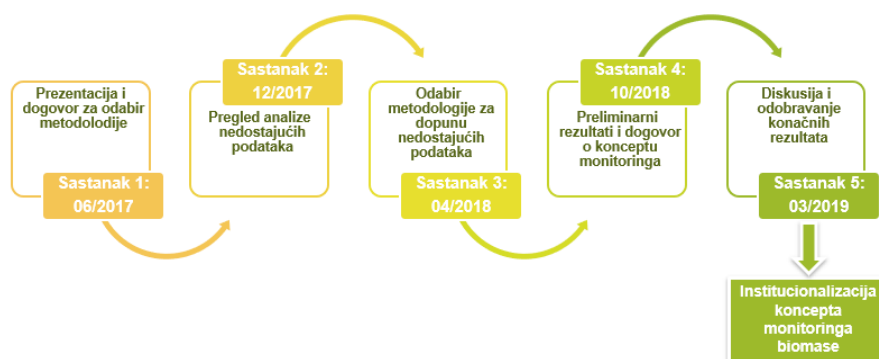 Prezentacija i
dogovor za odabir
metodolodije
Sastanak 1:
06/2017
Sastanak 2:
12/2017
Pregled analize
nedostajućih
podataka
Odabir
metodologije za
dopunu
nedostajućih
podataka
Sastanak 3:
04/2018
Sastanak 4:
10/2018
Preliminarni
rezultati i dogovor
o konceptu
monitoringa
Diskusija i
odobravanje
konačnih
rezultata
Sastanak 5:
03/2019
Institucionalizacija
koncepta
monitoringa
biomase